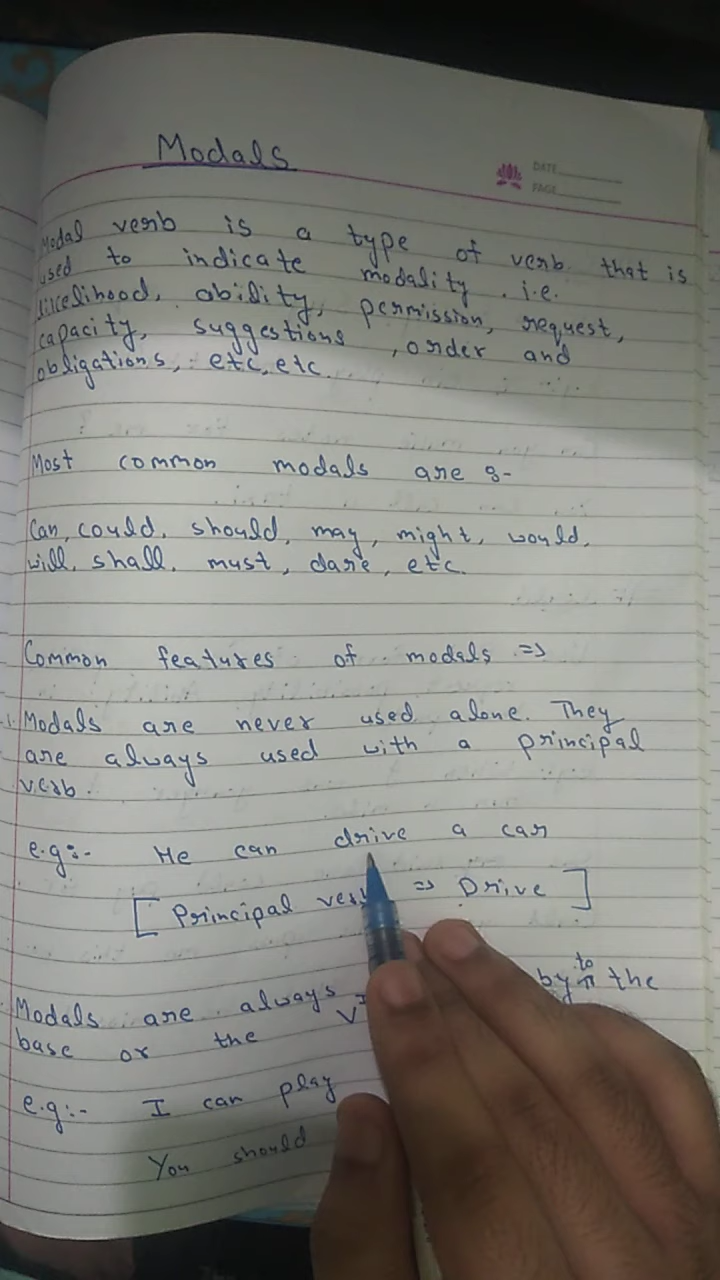 Modals
DATE
PAGE
Modal verb is a type of verb that is
used to indicate modality. i.e.
likelihood, ability, permission, request,
capacity, suggestions, order and
obligations, etc, etc
Most common modals are :-
Can, could, should, may, might, would,
will, shall, must, dare, etc.
Common features of modals =>
1. Modals are never used alone. They
are always used with a principal
verb.
e.g:- He can drive a car
[ Principal => Drive ]
Modals are always by to the
base or the V
e.g:- I can play
You should